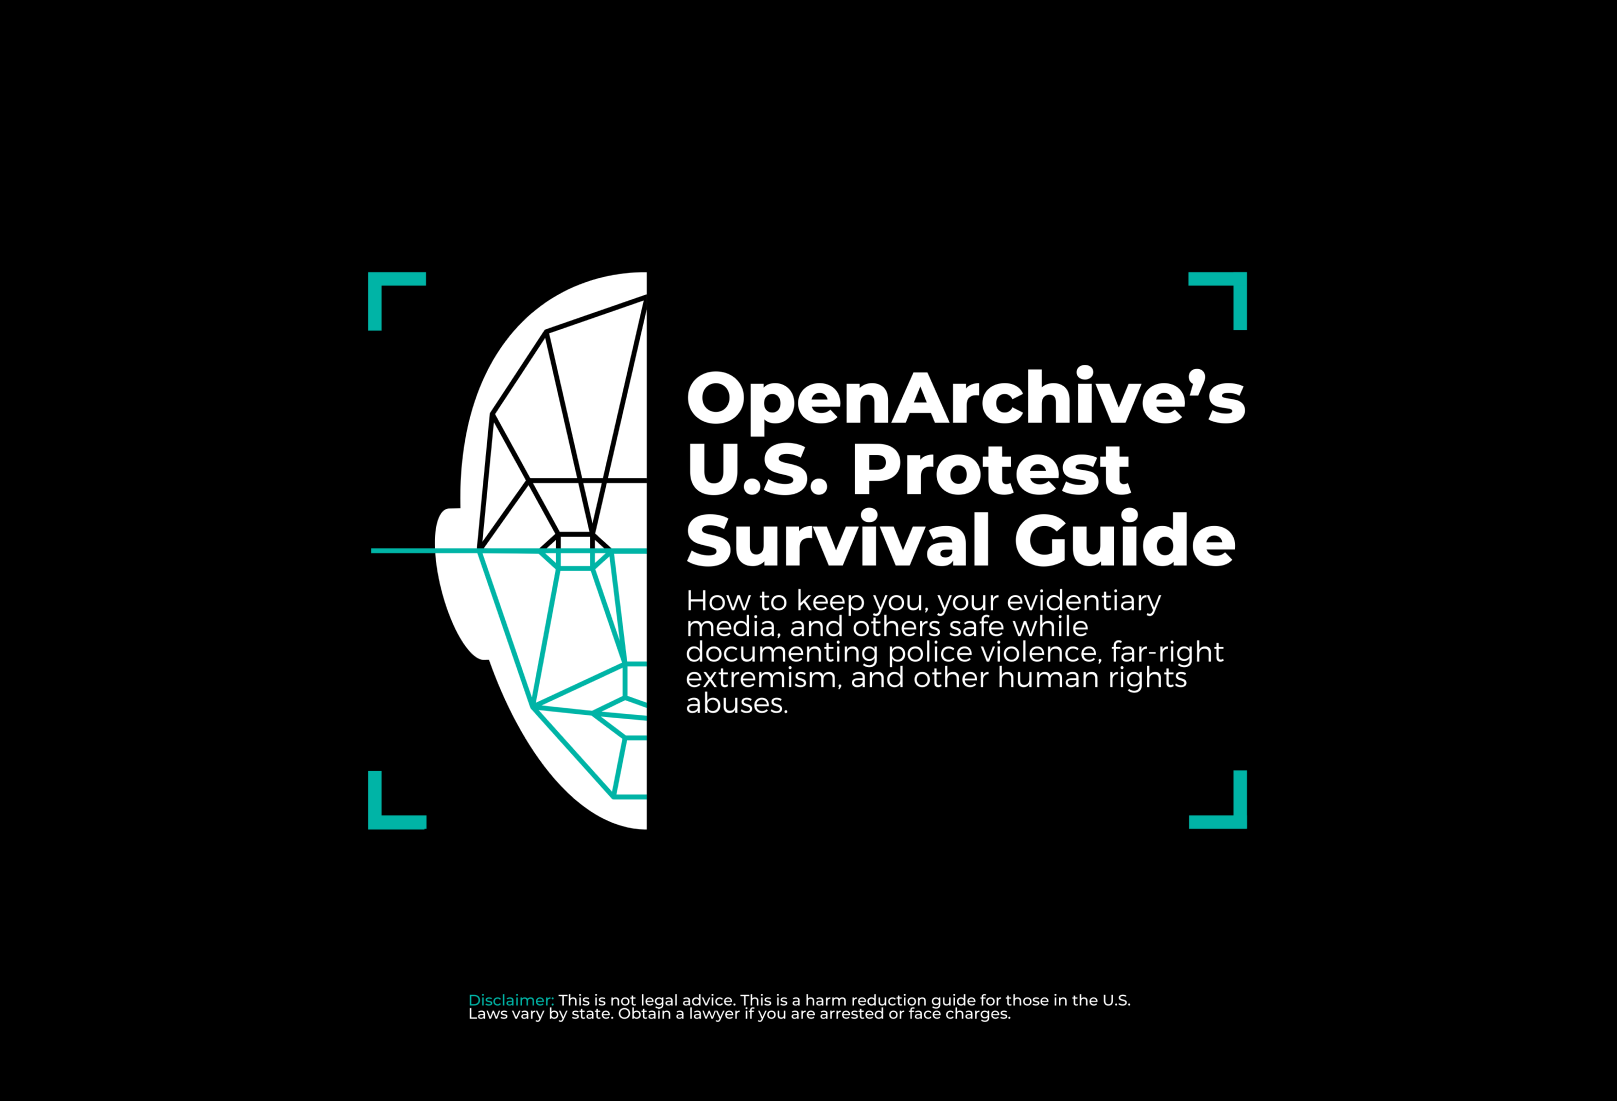 OpenArchive’s
U.S. Protest
Survival Guide
How to keep you, your evidentiary
media, and others safe while
documenting police violence, far-right
extremism, and other human rights
abuses.
Disclaimer: This is not legal advice. This is a harm reduction guide for those in the U.S.
Laws vary by state. Obtain a lawyer if you are arrested or face charges.